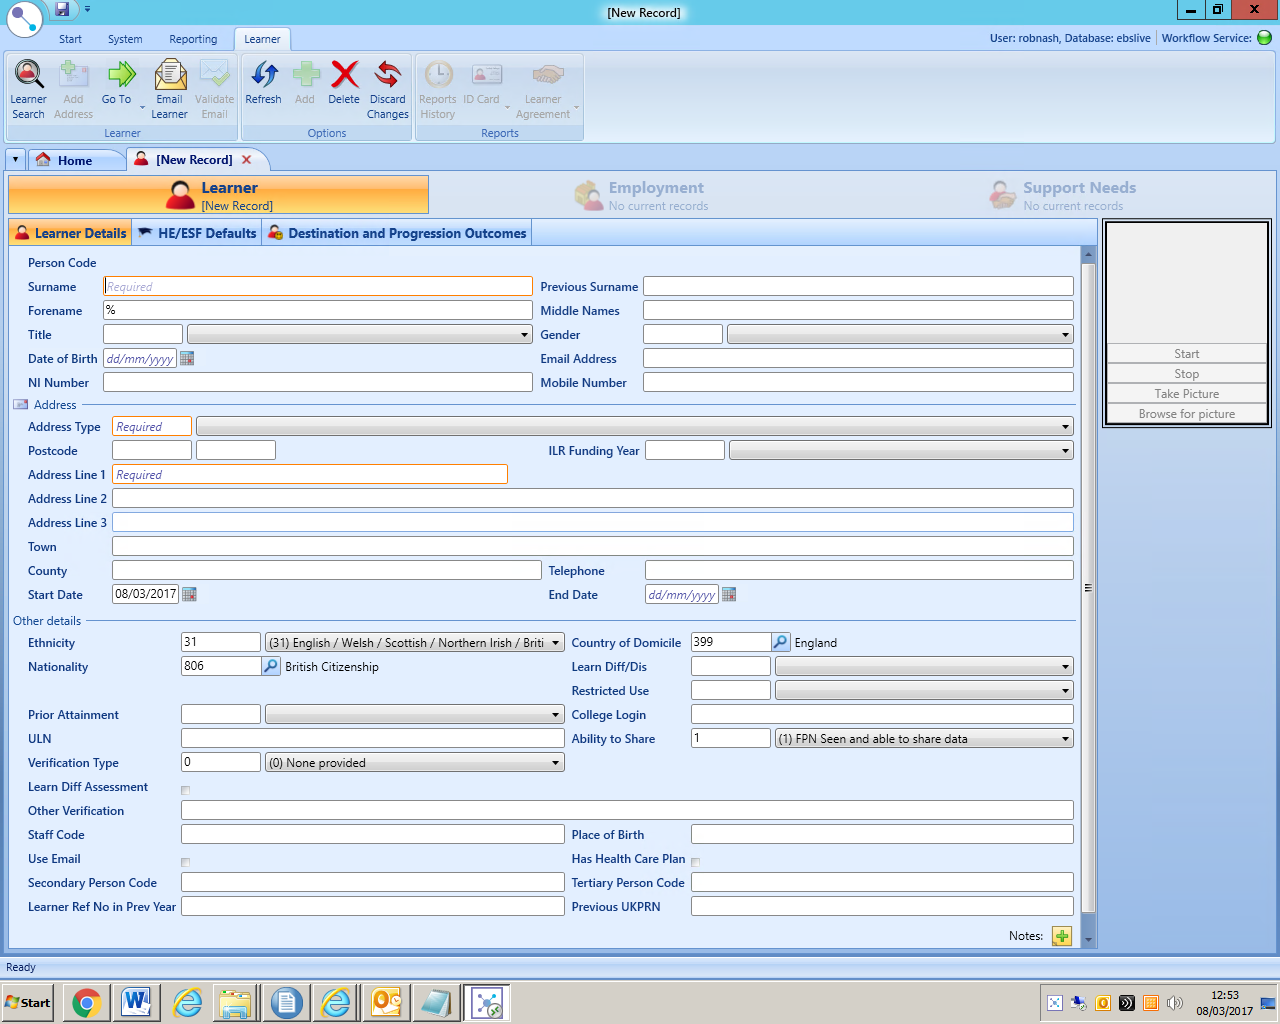 [New Record]
Start System Reporting Learner
User: robnash, Database: ebslive Workflow Service:
Learner Search Add Address Go To Email Learner Validate Email Refresh Add Delete Discard Changes Reports History ID Card Learner Agreement
Learner Options Reports
Home [New Record]
Learner Employment Support Needs
[New Record] No current records No current records
Learner Details HE/ESF Defaults Destination and Progression Outcomes
Person Code
Surname Required Previous Surname
Forename % Middle Names
Title Gender
Date of Birth dd/mm/yyyy Email Address
NI Number Mobile Number
Start
Stop
Take Picture
Browse for picture
Address
Address Type Required
Postcode ILR Funding Year
Address Line 1 Required
Address Line 2
Address Line 3
Town
County Telephone
Start Date 08/03/2017 End Date dd/mm/yyyy
Other details
Ethnicity 31 (31) English / Welsh / Scottish / Northern Irish / Briti Country of Domicile 399 England
Nationality 806 British Citizenship Learn Diff/Dis
Restricted Use
Prior Attainment College Login
ULN Ability to Share 1 (1) FPN Seen and able to share data
Verification Type 0 (0) None provided
Learn Diff Assessment
Other Verification
Staff Code Place of Birth
Use Email Has Health Care Plan
Secondary Person Code Tertiary Person Code
Learner Ref No in Prev Year Previous UKPRN
Notes:
Ready
Start 12:53
08/03/2017